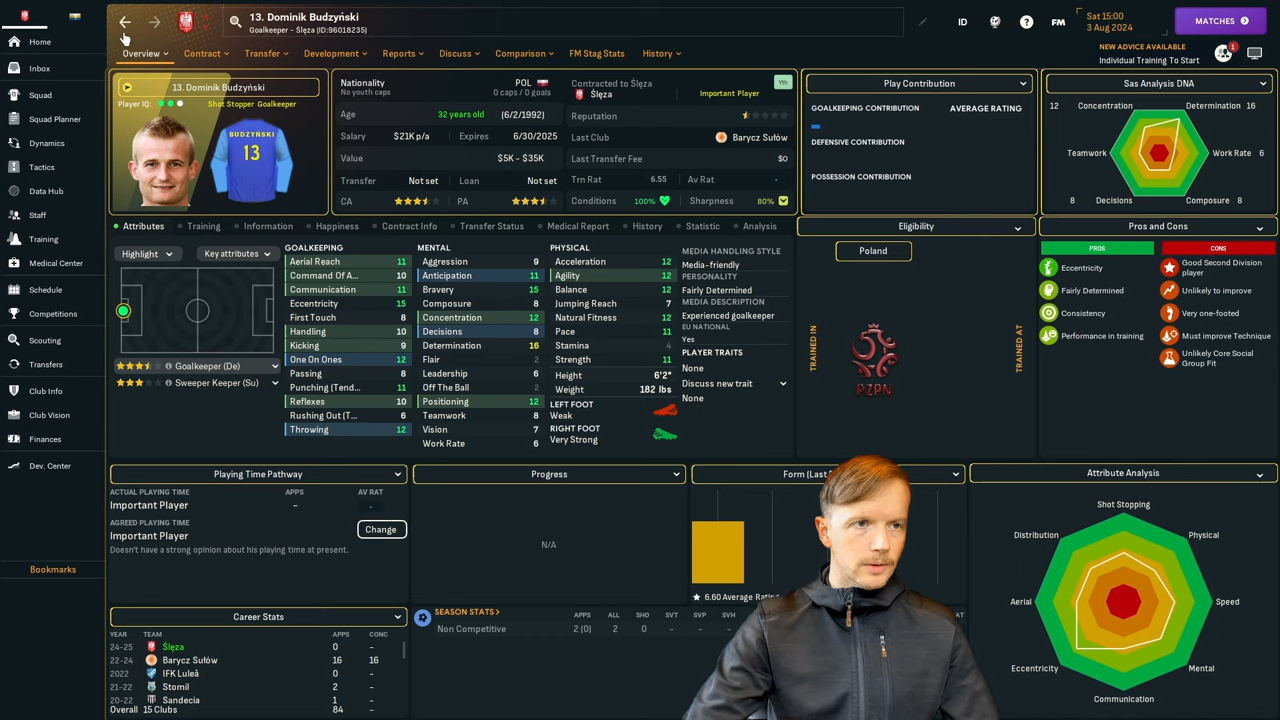 13. Dominik Budzyński
Goalkeeper - Ślęza (ID:96018235)
ID
FM
Sat 15:00
3 Aug 2024
MATCHES
Home
Overview
Contract
Transfer
Development
Reports
Discuss
Comparison
FM Stag Stats
History
NEW ADVICE AVAILABLE
Individual Training To Start
1
Inbox
Squad
Squad Planner
Dynamics
Tactics
Data Hub
Staff
Training
Medical Center
Schedule
Competitions
Scouting
Transfers
Club Info
Club Vision
Finances
Dev. Center
Bookmarks
13. Dominik Budzyński
Player IQ:
Shot Stopper Goalkeeper
BUDZYŃSKI
13
Nationality
POL
No youth caps
0 caps / 0 goals
Age
32 years old
(6/2/1992)
Salary
$21K p/a
Expires
6/30/2025
Value
$5K - $35K
Transfer
Not set
Loan
Not set
CA
PA
Contracted to Ślęza
Yth
Ślęza
Important Player
Reputation
Last Club
Barycz Sułów
Last Transfer Fee
$0
Trn Rat
6.55
Av Rat
-
Conditions
100%
Sharpness
80%
Play Contribution
GOALKEEPING CONTRIBUTION
AVERAGE RATING
DEFENSIVE CONTRIBUTION
POSSESSION CONTRIBUTION
Sas Analysis DNA
12
Concentration
Determination 16
Teamwork
Work Rate 6
8
Decisions
Composure 8
Attributes
Training
Information
Happiness
Contract Info
Transfer Status
Medical Report
History
Statistic
Analysis
Highlight
Key attributes
Goalkeeper (De)
Sweeper Keeper (Su)
GOALKEEPING
Aerial Reach 11
Command Of A... 10
Communication 11
Eccentricity 15
First Touch 8
Handling 10
Kicking 9
One On Ones 12
Passing 8
Punching (Tend... 11
Reflexes 10
Rushing Out (T... 6
Throwing 12
MENTAL
Aggression 9
Anticipation 11
Bravery 15
Composure 8
Concentration 12
Decisions 8
Determination 16
Flair 2
Leadership 6
Off The Ball 2
Positioning 12
Teamwork 8
Vision 7
Work Rate 6
PHYSICAL
Acceleration 12
Agility 12
Balance 12
Jumping Reach 7
Natural Fitness 12
Pace 11
Stamina 4
Strength 11
Height 6'2"
Weight 182 lbs
LEFT FOOT
Weak
RIGHT FOOT
Very Strong
MEDIA HANDLING STYLE
Media-friendly
PERSONALITY
Fairly Determined
MEDIA DESCRIPTION
Experienced goalkeeper
EU NATIONAL
Yes
PLAYER TRAITS
None
Discuss new trait
None
Eligibility
Poland
TRAINED IN
PZPN
TRAINED AT
Pros and Cons
PROS
Eccentricity
Fairly Determined
Consistency
Performance in training
CONS
Good Second Division
player
Unlikely to improve
Very one-footed
Must improve Technique
Unlikely Core Social
Group Fit
Playing Time Pathway
ACTUAL PLAYING TIME
APPS
AV RAT
Important Player
-
-
AGREED PLAYING TIME
Important Player
Change
Doesn't have a strong opinion about his playing time at present.
Progress
N/A
Form (Last
6.60 Average Rating
Attribute Analysis
Shot Stopping
Physical
Speed
Mental
Communication
Eccentricity
Aerial
Distribution
Career Stats
YEAR TEAM APPS CONC
24-25 Ślęza 0 -
22-24 Barycz Sułów 16 16
2022 IFK Luleå 0 -
21-22 Stomil 2 -
20-22 Sandecia 1 -
Overall 15 Clubs 84 -
SEASON STATS>
APPS ALL SHO SVT SVP SVH
Non Competitive 2 (0) 2 0 - - -
AT
-